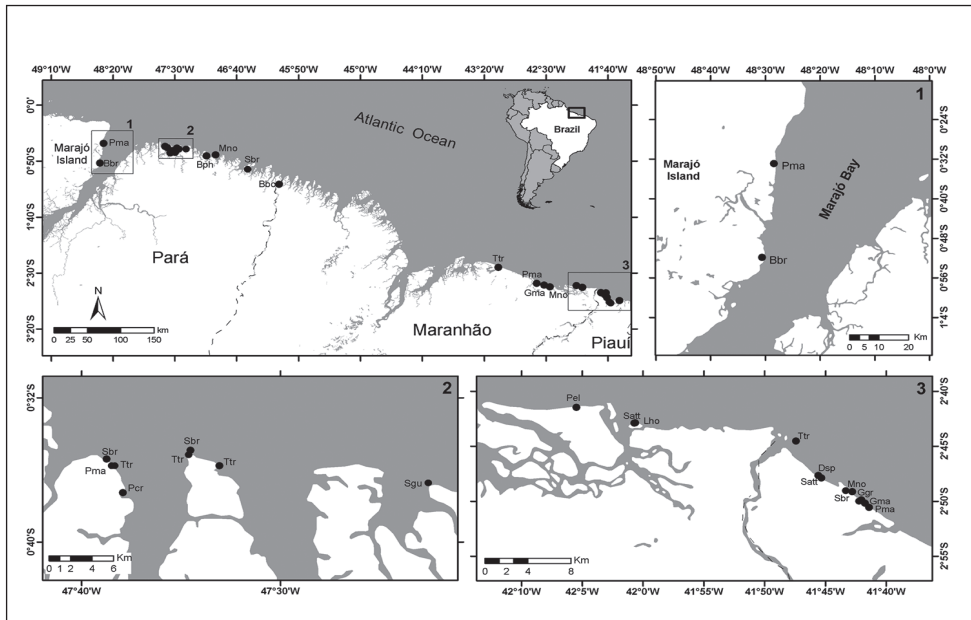 49°10'W 48°20'W 47°30'W 46°40'W 45°50'W 45°0'W 44°10'W 43°20'W 42°30'W 41°40'W
0°0'
0°50'S
1°40'S
2°30'S
3°20'S
1
2
3
Marajó
Island
Pma
Bbr
Bph
Mno
Sbr
Bbo
Atlantic Ocean
Brazil
Pará
Ttr
Pma
Gma
Mno
Maranhão
Piauí
N
0 25 50 100 150
km
48°50'W 48°40'W 48°30'W 48°20'W 48°10'W 48°0'W
0°24'S
0°32'S
0°40'S
0°48'S
0°56'S
1°4'S
1
Marajó
Island
Marajó Bay
Pma
Bbr
km
0 5 10 20
2
0°32'S
0°40'S
Sbr
Pma
Ttr
Pcr
Sbr
Ttr
Ttr
Sgu
Km
0 1 2 4 6
47°40'W 47°30'W
3
Pel
Satt
Lho
Ttr
Dsp
Satt
Mno
Sbr
Ggr
Gma
Pma
Km
0 2 4 8
2°40'S
2°45'S
2°50'S
2°55'S
42°10'W 42°5'W 42°0'W 41°55'W 41°50'W 41°45'W 41°40'W